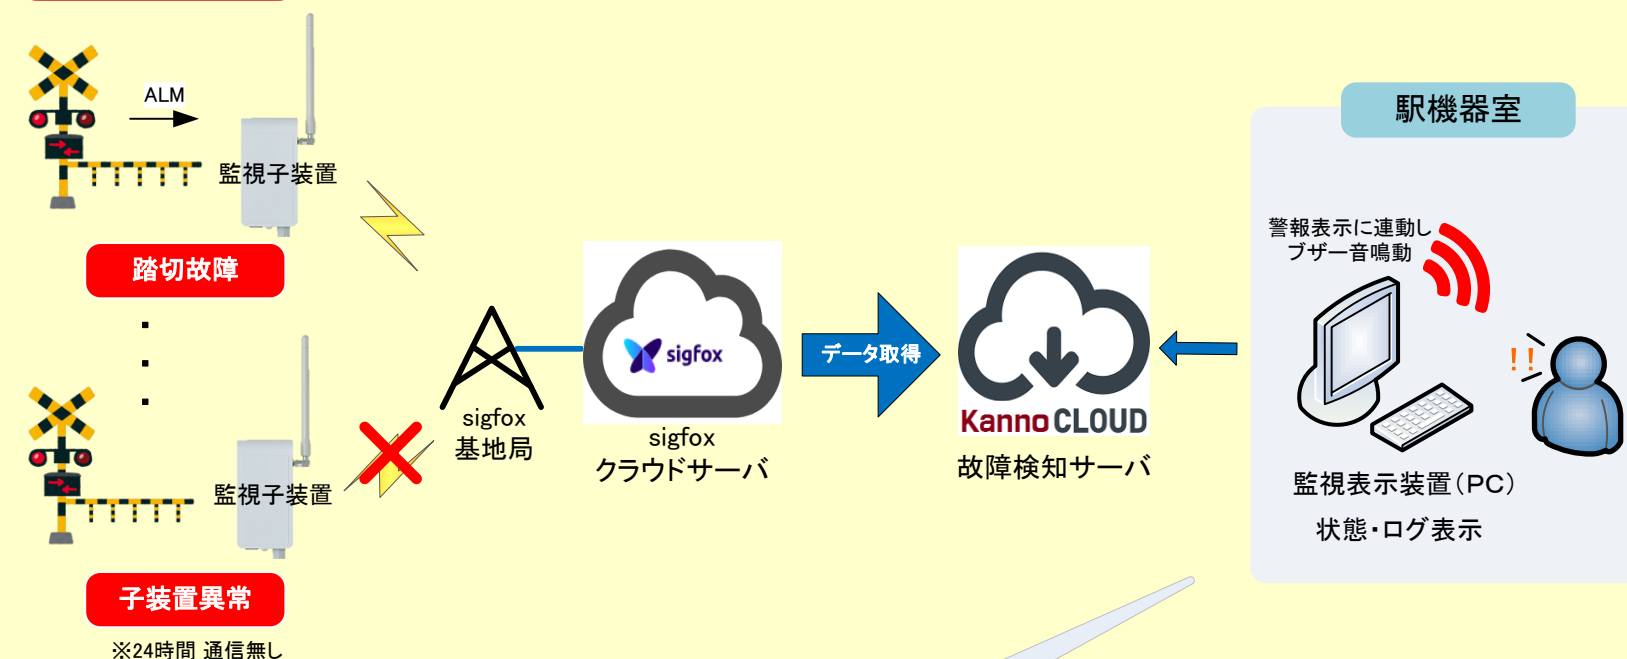 ALM
監視子装置
踏切故障
監視子装置
子装置異常
※24時間 通信無し
sigfox
基地局
sigfox
sigfox
クラウドサーバ
データ取得
Kanno CLOUD
故障検知サーバ
駅機器室
警報表示に連動し
ブザー音鳴動
!!
監視表示装置(PC)
状態・ログ表示